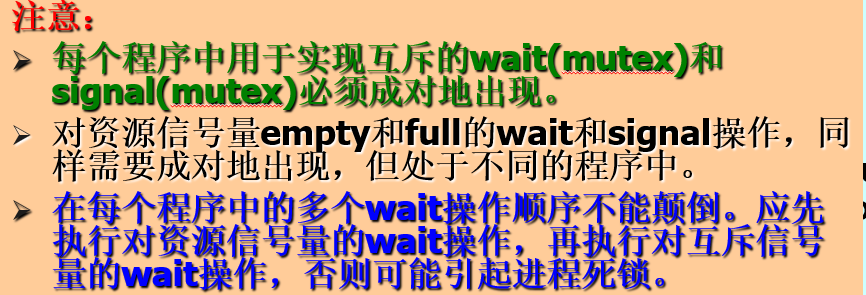 注意：
➢ 每个程序中用于实现互斥的wait(mutex)和
signal(mutex)必须成对地出现。
➢ 对资源信号量empty和full的wait和signal操作，同
样需要成对地出现，但处于不同的程序中。
➢ 在每个程序中的多个wait操作顺序不能颠倒。应先
执行对资源信号量的wait操作，再执行对互斥信号
量的wait操作，否则可能引起进程死锁。